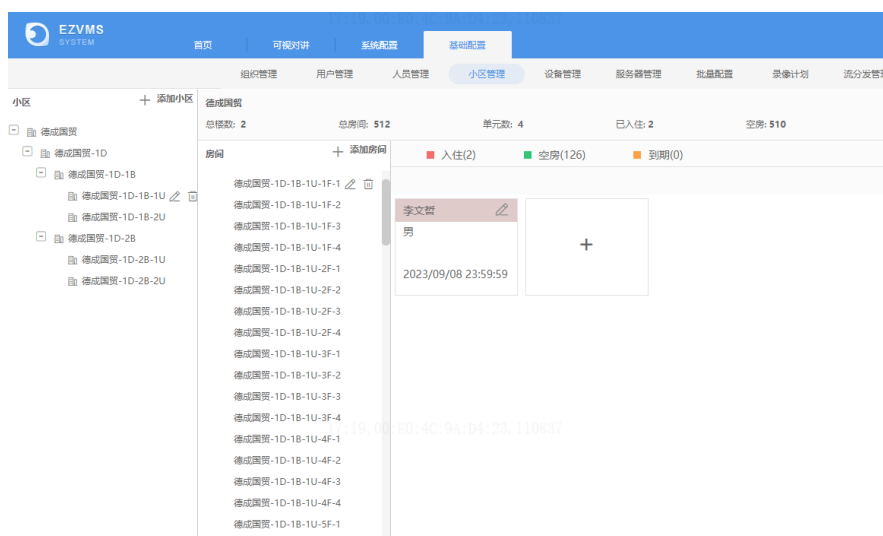 EZVMS
SYSTEM
首页 可视对讲 系统配置 基础配置
组织管理 用户管理 人员管理 小区管理 设备管理 服务器管理 批量配置 录像计划 流分发管理
小区 + 添加小区
德成国贸
德成国贸-1D
德成国贸-1D-1B
德成国贸-1D-1B-1U
德成国贸-1D-1B-2U
德成国贸-1D-2B
德成国贸-1D-2B-1U
德成国贸-1D-2B-2U
德成国贸
总楼数: 2 总房间: 512 单元数: 4 已入住: 2 空房: 510
房间 + 添加房间
德成国贸-1D-1B-1U-1F-1
德成国贸-1D-1B-1U-1F-2
德成国贸-1D-1B-1U-1F-3
德成国贸-1D-1B-1U-1F-4
德成国贸-1D-1B-1U-2F-1
德成国贸-1D-1B-1U-2F-2
德成国贸-1D-1B-1U-2F-3
德成国贸-1D-1B-1U-2F-4
德成国贸-1D-1B-1U-3F-1
德成国贸-1D-1B-1U-3F-2
德成国贸-1D-1B-1U-3F-3
德成国贸-1D-1B-1U-3F-4
德成国贸-1D-1B-1U-4F-1
德成国贸-1D-1B-1U-4F-2
德成国贸-1D-1B-1U-4F-3
德成国贸-1D-1B-1U-4F-4
德成国贸-1D-1B-1U-5F-1
入住(2) 空房(126) 到期(0)
李文哲
男
2023/09/08 23:59:59
+